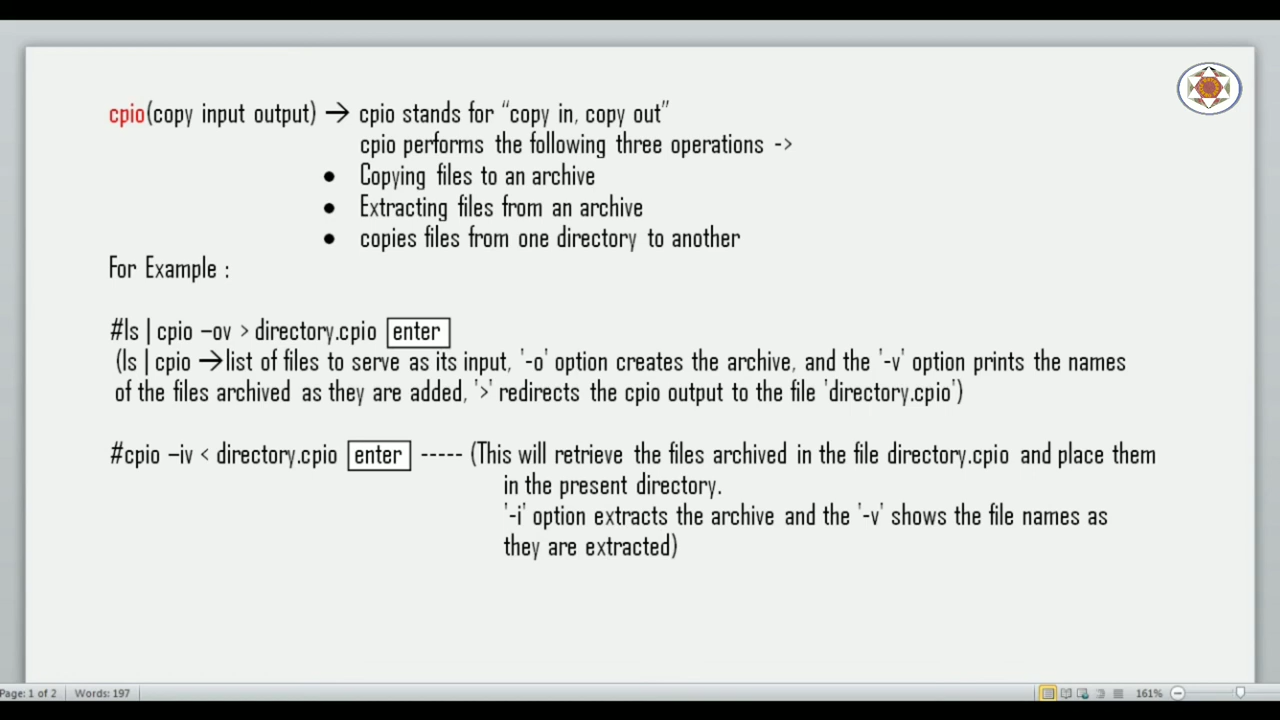 cpio(copy input output) → cpio stands for “copy in, copy out”
cpio performs the following three operations ->
● Copying files to an archive
● Extracting files from an archive
● copies files from one directory to another
For Example :
#ls | cpio –ov > directory.cpio enter
(ls | cpio →list of files to serve as its input, '-o' option creates the archive, and the '-v' option prints the names
of the files archived as they are added, '>' redirects the cpio output to the file 'directory.cpio')
#cpio –iv < directory.cpio enter ----- (This will retrieve the files archived in the file directory.cpio and place them
in the present directory.
'-i' option extracts the archive and the '-v' shows the file names as
they are extracted)
Page: 1 of 2 Words: 197 161%